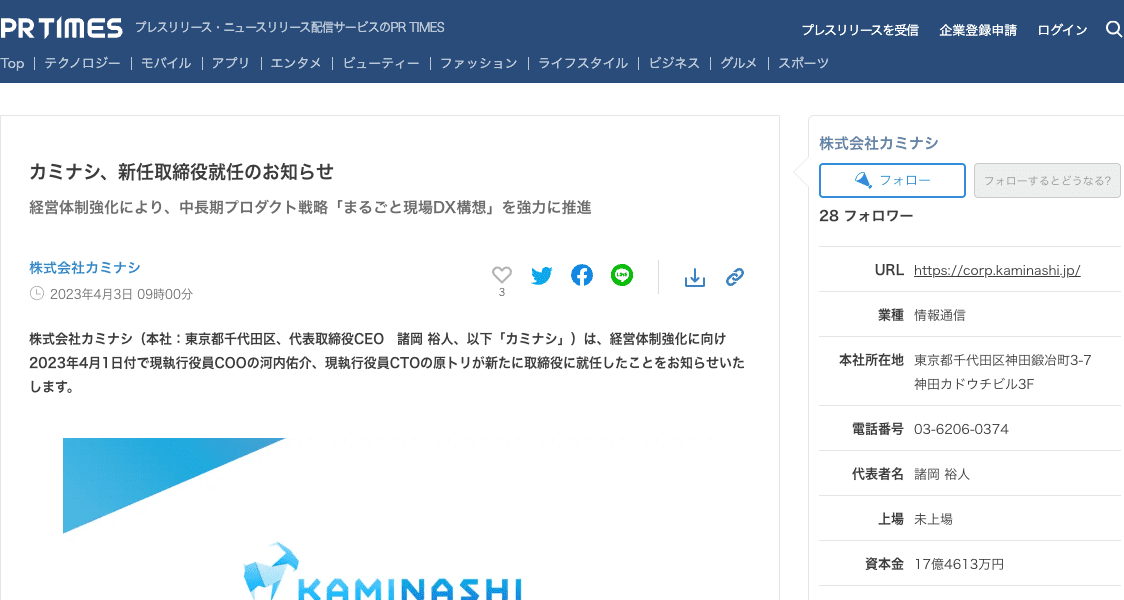 PR TIMES プレスリリース・ニュースリリース配信サービスのPR TIMES
プレスリリースを受信 企業登録申請 ログイン
Top | テクノロジー | モバイル | アプリ | エンタメ | ビューティー | ファッション | ライフスタイル | ビジネス | グルメ | スポーツ
カミナシ、新任取締役就任のお知らせ
経営体制強化により、中長期プロダクト戦略「まるごと現場DX構想」を強力に推進
株式会社カミナシ
2023年4月3日 09時00分
3
LINE
株式会社カミナシ（本社：東京都千代田区、代表取締役CEO　諸岡 裕人、以下「カミナシ」）は、経営体制強化に向け
2023年4月1日付で現執行役員COOの河内佑介、現執行役員CTOの原トリが新たに取締役に就任したことをお知らせいた
します。
KAMINASHI
株式会社カミナシ
フォロー フォローするとどうなる?
28 フォロワー
URL https://corp.kaminashi.jp/
業種 情報通信
本社所在地 東京都千代田区神田鍛冶町3-7
神田カドウチビル3F
電話番号 03-6206-0374
代表者名 諸岡 裕人
上場 未上場
資本金 17億4613万円